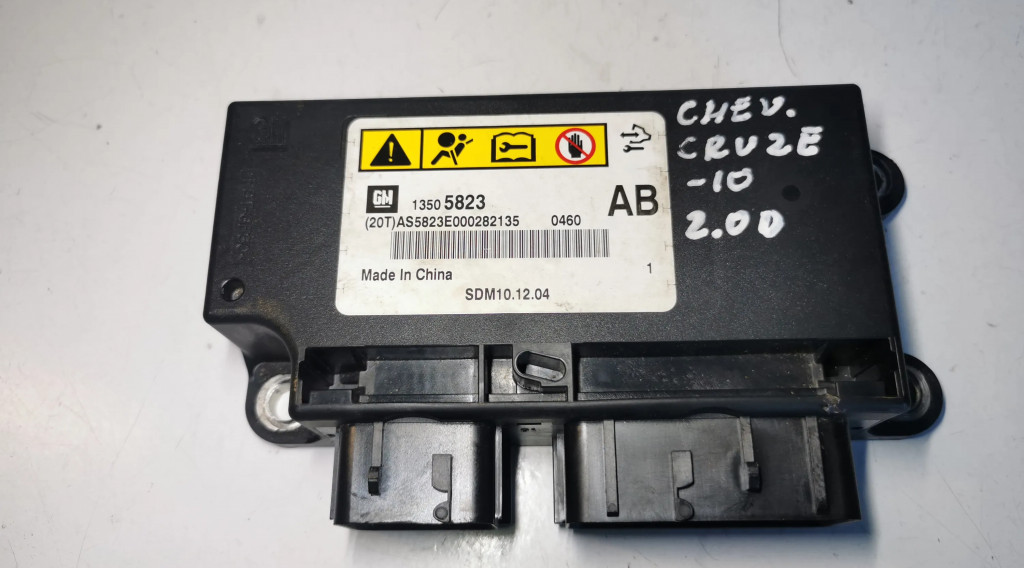 GM 1350 5823 AB
(20T)AS5823E000282135 0460
Made In China 1
SDM10.12.04
CHEV.
CRUZE
-10
2.0D